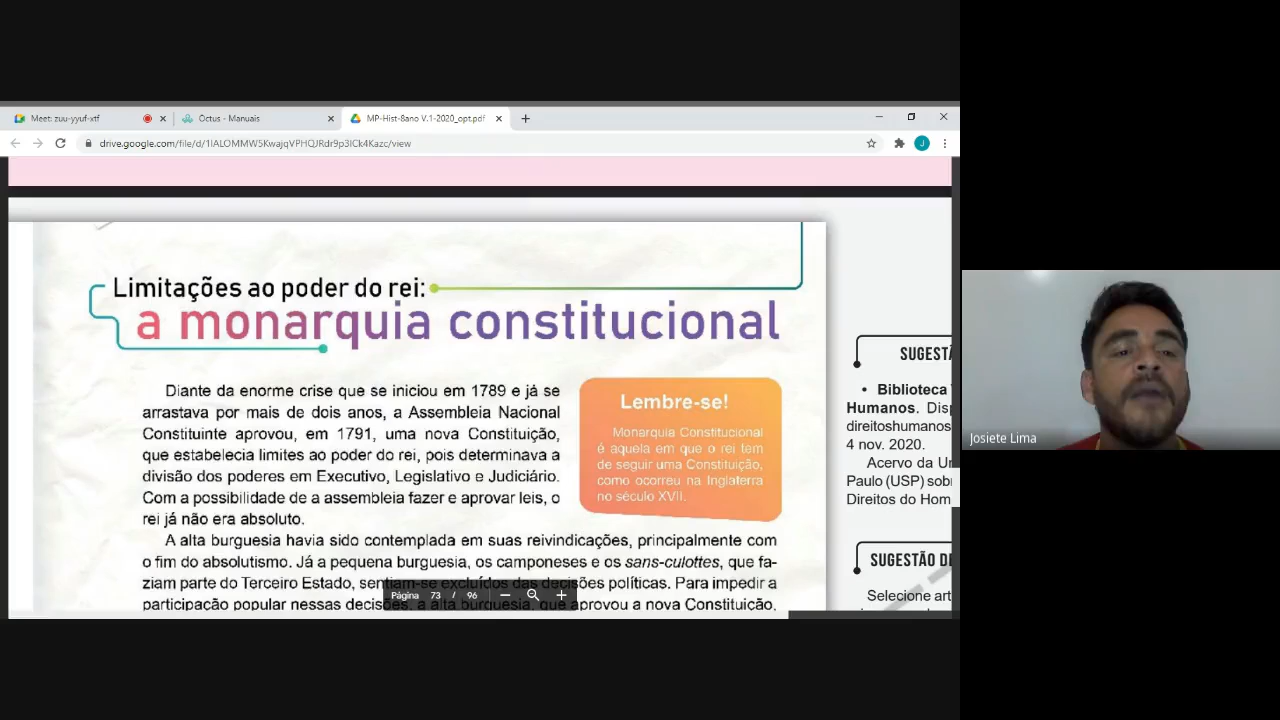 Meet: zuu-yyuf-xtf
Octus - Manuais
MP-Hist-8ano V.1-2020_opt.pdf
drive.google.com/file/d/1IALOMMW5KwajqVPHQJRdr9p3ICk4Kazc/view
J
Limitações ao poder do rei:
a monarquia constitucional
Diante da enorme crise que se iniciou em 1789 e já se
arrastava por mais de dois anos, a Assembleia Nacional
Constituinte aprovou, em 1791, uma nova Constituição,
que estabelecia limites ao poder do rei, pois determinava a
divisão dos poderes em Executivo, Legislativo e Judiciário.
Com a possibilidade de a assembleia fazer e aprovar leis, o
rei já não era absoluto.
Lembre-se!
Monarquia Constitucional
é aquela em que o rei tem
de seguir uma Constituição,
como ocorreu na Inglaterra
no século XVII.
A alta burguesia havia sido contemplada em suas reivindicações, principalmente com
o fim do absolutismo. Já a pequena burguesia, os camponeses e os sans-culottes, que fa-
ziam parte do Terceiro Estado, sentiam-se excluídos das decisões políticas. Para impedir a
participação popular nessas decisões, a alta burguesia, que aprovou a nova Constituição,
Página 73 / 96
SUGESTÃ
• Biblioteca
Humanos. Disp
direitoshumanos
4 nov. 2020.
Acervo da Un
Paulo (USP) sob
Direitos do Hom
SUGESTÃO DE
Selecione art
Josiete Lima